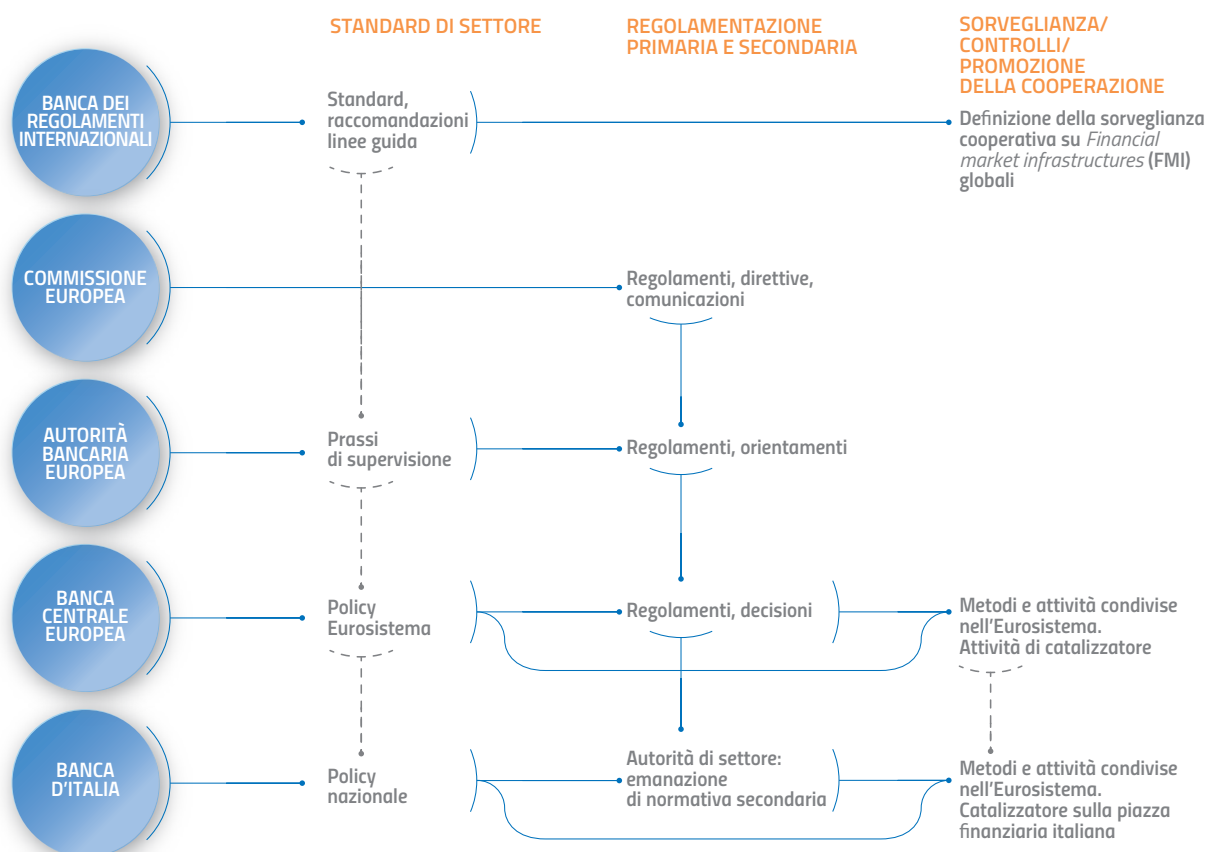 STANDARD DI SETTORE
REGOLAMENTAZIONE
PRIMARIA E SECONDARIA
SORVEGLIANZA/
CONTROLLI/
PROMOZIONE
DELLA COOPERAZIONE
BANCA DEI
REGOLAMENTI
INTERNAZIONALI
Standard,
raccomandazioni
linee guida
Definizione della sorveglianza
cooperativa su Financial
market infrastructures (FMI)
globali
COMMISSIONE
EUROPEA
Regolamenti, direttive,
comunicazioni
AUTORITÀ
BANCARIA
EUROPEA
Prassi
di supervisione
Regolamenti, orientamenti
BANCA
CENTRALE
EUROPEA
Policy
Eurosistema
Regolamenti, decisioni
Metodi e attività condivise
nell'Eurosistema.
Attività di catalizzatore
BANCA
D'ITALIA
Policy
nazionale
Autorità di settore:
emanazione
di normativa secondaria
Metodi e attività condivise
nell'Eurosistema.
Catalizzatore sulla piazza
finanziaria italiana